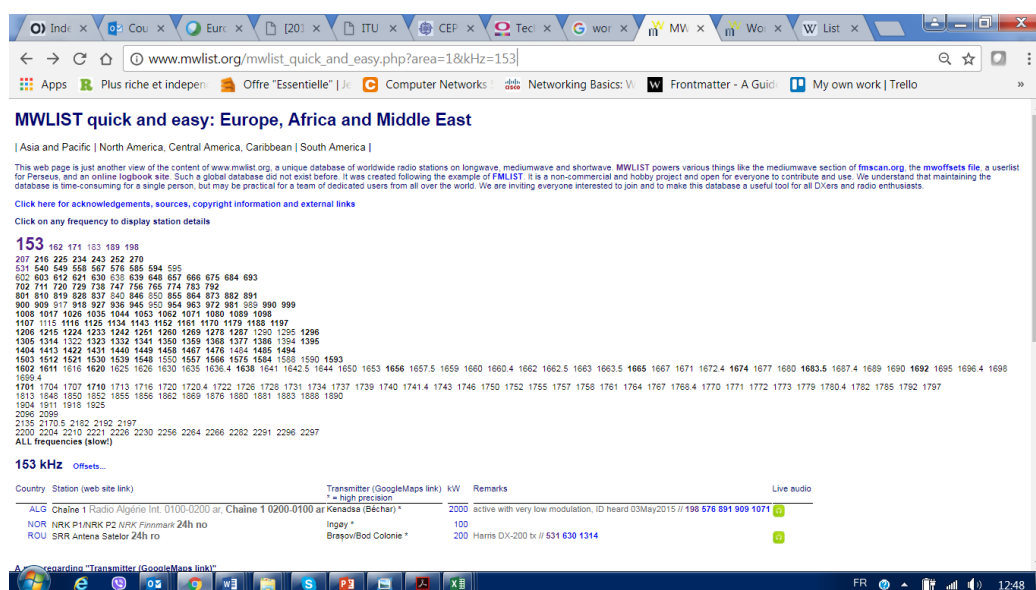 Inde
Cou
Euro
[201
ITU
CEP
Tecl
wor
MW
Wor
List
www.mwlist.org/mwlist_quick_and_easy.php?area=1&kHz=153
Apps Plus riche et indepen Offre "Essentielle" | Je Computer Networks Networking Basics: W Frontmatter - A Guid My own work | Trello »
MWLIST quick and easy: Europe, Africa and Middle East
| Asia and Pacific | North America, Central America, Caribbean | South America |
This web page is just another view of the content of www.mwlist.org, a unique database of worldwide radio stations on longwave, mediumwave and shortwave. MWLIST powers various things like the mediumwave section of fmscan.org, the mwoffsets file, a userlist
for Perseus, and an online logbook site. Such a global database did not exist before. It was created following the example of FMLIST. It is a non-commercial and hobby project and open for everyone to contribute and use. We understand that maintaining the
database is time-consuming for a single person, but may be practical for a team of dedicated users from all over the world. We are inviting everyone interested to join and to make this database a useful tool for all DXers and radio enthusiasts.
Click here for acknowledgements, sources, copyright information and external links
Click on any frequency to display station details
153 162 171 183 189 198
207 216 225 234 243 252 270
531 540 549 558 567 576 585 594 595
602 603 612 621 630 638 639 648 657 666 675 684 693
702 711 720 729 738 747 756 765 774 783 792
801 810 819 828 837 840 846 850 855 864 873 882 891
900 909 917 918 927 936 945 950 954 963 972 981 989 990 999
1008 1017 1026 1035 1044 1053 1062 1071 1080 1089 1098
1107 1115 1116 1125 1134 1143 1152 1161 1170 1179 1188 1197
1206 1215 1224 1233 1242 1251 1260 1269 1278 1287 1290 1295 1296
1305 1314 1322 1323 1332 1341 1350 1359 1368 1377 1386 1394 1395
1404 1413 1422 1431 1440 1449 1458 1467 1476 1484 1485 1494
1503 1512 1521 1530 1539 1548 1550 1557 1566 1575 1584 1588 1590 1593
1602 1611 1616 1620 1625 1626 1630 1635 1636.4 1638 1641 1642.5 1644 1650 1653 1656 1657.5 1659 1660 1660.4 1662 1662.5 1663 1663.5 1665 1667 1671 1672.4 1674 1677 1680 1683.5 1687.4 1689 1690 1692 1695 1696.4 1698
1699.4
1701 1704 1707 1710 1713 1716 1720 1720.4 1722 1726 1728 1731 1734 1737 1739 1740 1741.4 1743 1746 1750 1752 1755 1757 1758 1761 1764 1767 1768.4 1770 1771 1772 1773 1779 1780.4 1782 1785 1792 1797
1813 1848 1850 1852 1855 1856 1862 1869 1876 1880 1881 1883 1888 1890
1904 1911 1918 1925
2096 2099
2135 2170.5 2182 2192 2197
2200 2204 2210 2221 2226 2230 2256 2264 2266 2282 2291 2296 2297
ALL frequencies (slow!)
153 kHz Offsets...
Country Station (web site link) Transmitter (GoogleMaps link) kW Remarks Live audio
* = high precision
ALG Chaîne 1 Radio Algérie Int. 0100-0200 ar, Chaîne 1 0200-0100 ar Kenadsa (Béchar) * 2000 active with very low modulation, ID heard 03May2015 // 198 576 891 909 1071
NOR NRK P1/NRK P2 NRK Finnmark 24h no Ingøy * 100
ROU SRR Antena Satelor 24h ro Brașov/Bod Colonie * 200 Harris DX-200 tx // 531 630 1314
regarding "Transmitter (GoogleMaps link)"
FR 12:48